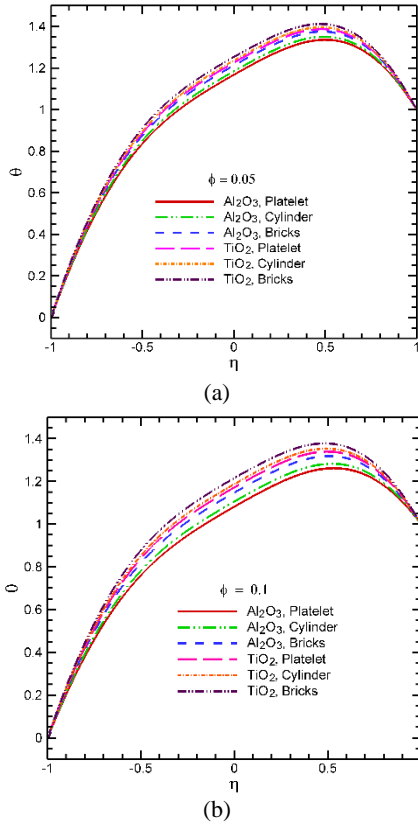 1.4
1.2
1
0.8
0.6
0.4
0.2
0
θ
ϕ = 0.05
Al₂O₃, Platelet
Al₂O₃, Cylinder
Al₂O₃, Bricks
TiO₂, Platelet
TiO₂, Cylinder
TiO₂, Bricks
-1 -0.5 0 0.5 1
η
(a)
1.4
1.2
1
0.8
0.6
0.4
0.2
0
θ
ϕ = 0.1
Al₂O₃, Platelet
Al₂O₃, Cylinder
Al₂O₃, Bricks
TiO₂, Platelet
TiO₂, Cylinder
TiO₂, Bricks
-1 -0.5 0 0.5 1
η
(b)